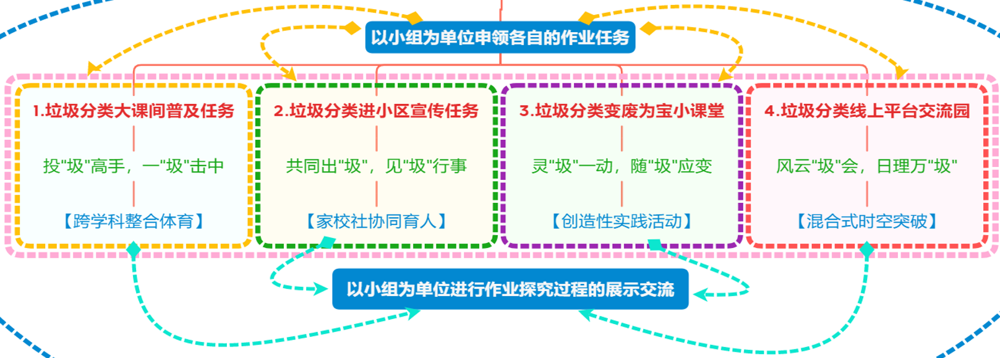 以小组为单位申领各自的作业任务
1.垃圾分类大课间普及任务
投“圾”高手，一“圾”击中
【跨学科整合体育】
2.垃圾分类进小区宣传任务
共同出“圾”，见“圾”行事
【家校社协同育人】
3.垃圾分类变废为宝小课堂
灵“圾”一动，随“圾”应变
【创造性实践活动】
4.垃圾分类线上平台交流园
风云“圾”会，日理万“圾”
【混合式时空突破】
以小组为单位进行作业探究过程的展示交流